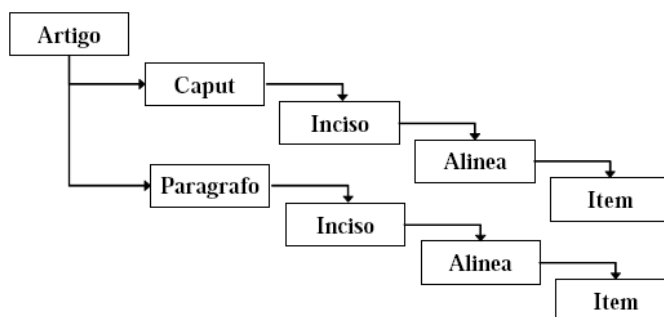 Artigo
Caput
Inciso
Alinea
Item
Paragrafo
Inciso
Alinea
Item